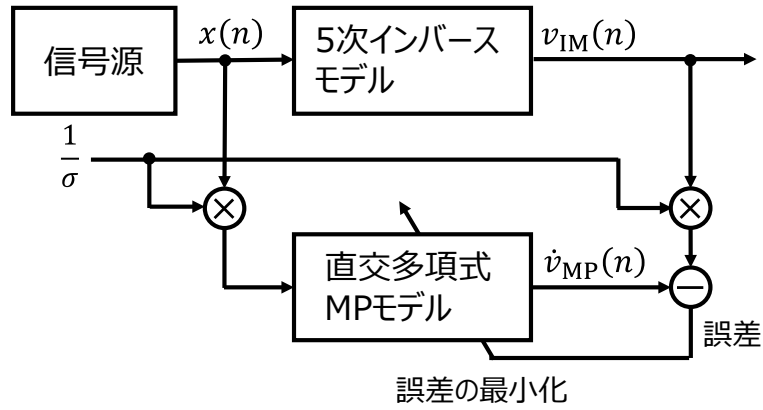 信号源
x(n)
5次インバース
モデル
v_IM(n)
1/σ
直交多項式
MPモデル
v̇_MP(n)
誤差
誤差の最小化